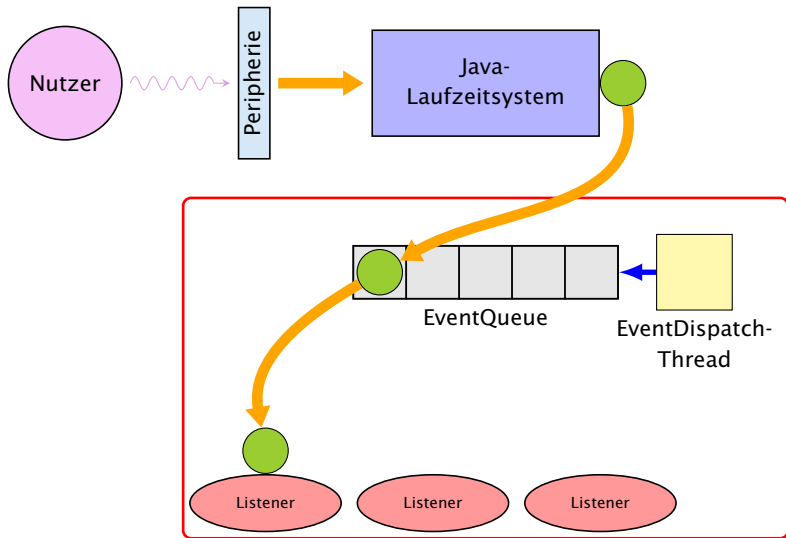 Nutzer
Peripherie
Java-
Laufzeitsystem
EventQueue
EventDispatch-
Thread
Listener
Listener
Listener